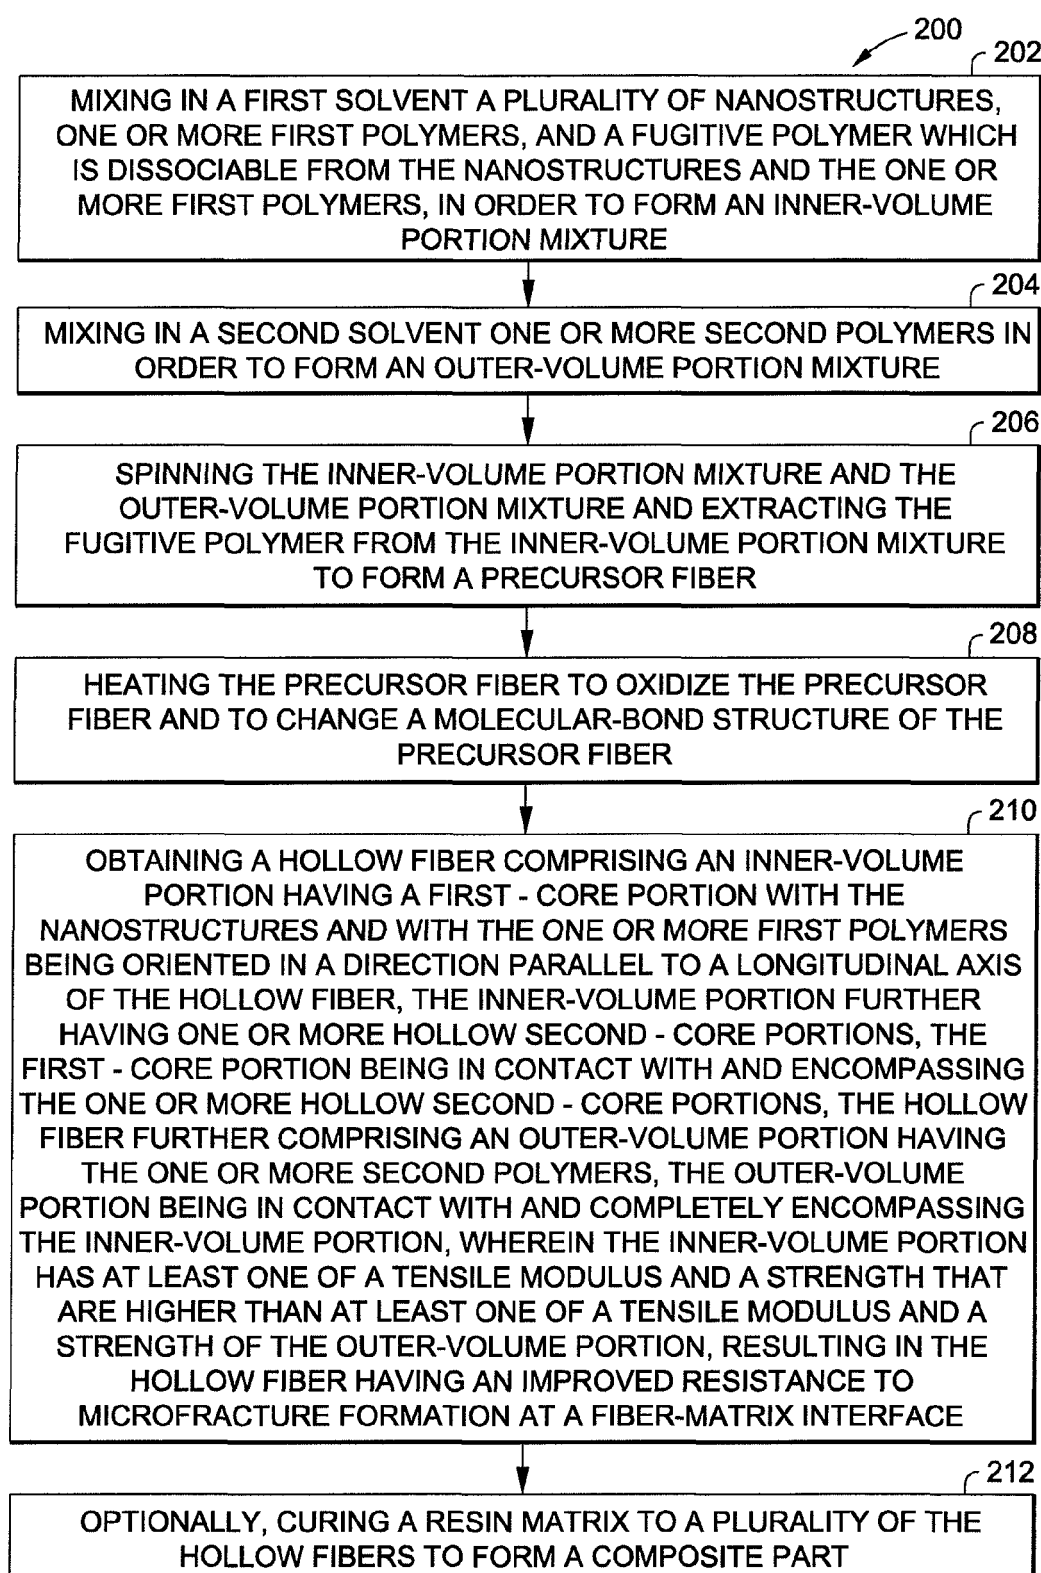 200
202
MIXING IN A FIRST SOLVENT A PLURALITY OF NANOSTRUCTURES,
ONE OR MORE FIRST POLYMERS, AND A FUGITIVE POLYMER WHICH
IS DISSOCIABLE FROM THE NANOSTRUCTURES AND THE ONE OR
MORE FIRST POLYMERS, IN ORDER TO FORM AN INNER-VOLUME
PORTION MIXTURE
204
MIXING IN A SECOND SOLVENT ONE OR MORE SECOND POLYMERS IN
ORDER TO FORM AN OUTER-VOLUME PORTION MIXTURE
206
SPINNING THE INNER-VOLUME PORTION MIXTURE AND THE
OUTER-VOLUME PORTION MIXTURE AND EXTRACTING THE
FUGITIVE POLYMER FROM THE INNER-VOLUME PORTION MIXTURE
TO FORM A PRECURSOR FIBER
208
HEATING THE PRECURSOR FIBER TO OXIDIZE THE PRECURSOR
FIBER AND TO CHANGE A MOLECULAR-BOND STRUCTURE OF THE
PRECURSOR FIBER
210
OBTAINING A HOLLOW FIBER COMPRISING AN INNER-VOLUME
PORTION HAVING A FIRST - CORE PORTION WITH THE
NANOSTRUCTURES AND WITH THE ONE OR MORE FIRST POLYMERS
BEING ORIENTED IN A DIRECTION PARALLEL TO A LONGITUDINAL AXIS
OF THE HOLLOW FIBER, THE INNER-VOLUME PORTION FURTHER
HAVING ONE OR MORE HOLLOW SECOND - CORE PORTIONS, THE
FIRST - CORE PORTION BEING IN CONTACT WITH AND ENCOMPASSING
THE ONE OR MORE HOLLOW SECOND - CORE PORTIONS, THE HOLLOW
FIBER FURTHER COMPRISING AN OUTER-VOLUME PORTION HAVING
THE ONE OR MORE SECOND POLYMERS, THE OUTER-VOLUME
PORTION BEING IN CONTACT WITH AND COMPLETELY ENCOMPASSING
THE INNER-VOLUME PORTION, WHEREIN THE INNER-VOLUME PORTION
HAS AT LEAST ONE OF A TENSILE MODULUS AND A STRENGTH THAT
ARE HIGHER THAN AT LEAST ONE OF A TENSILE MODULUS AND A
STRENGTH OF THE OUTER-VOLUME PORTION, RESULTING IN THE
HOLLOW FIBER HAVING AN IMPROVED RESISTANCE TO
MICROFRACTURE FORMATION AT A FIBER-MATRIX INTERFACE
212
OPTIONALLY, CURING A RESIN MATRIX TO A PLURALITY OF THE
HOLLOW FIBERS TO FORM A COMPOSITE PART